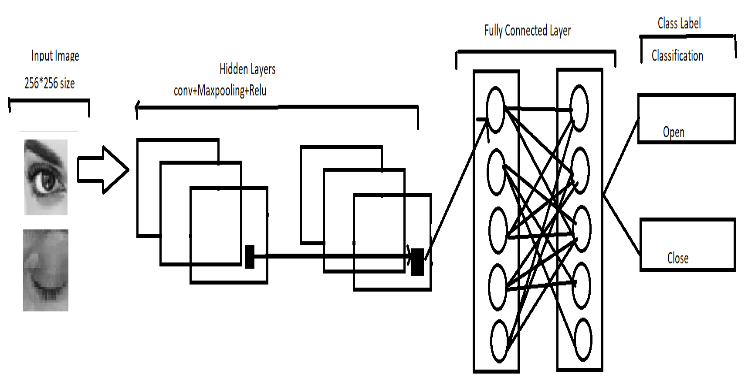 Input Image
256*256 size
Hidden Layers
conv+Maxpooling+Relu
Fully Connected Layer
Class Label
Classification
Open
Close